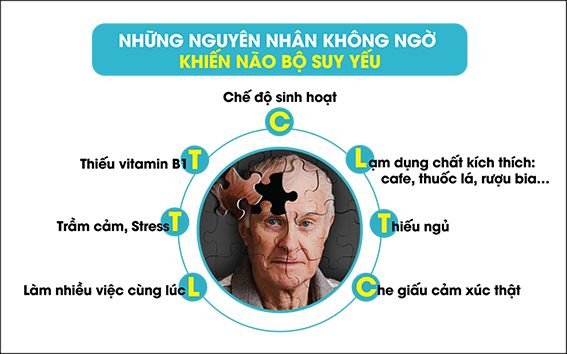 NHỮNG NGUYÊN NHÂN KHÔNG NGỜ
KHIẾN NÃO BỘ SUY YẾU
Chế độ sinh hoạt
C
Thiếu vitamin B1 T
Lạm dụng chất kích thích:
cafe, thuốc lá, rượu bia...
Trầm cảm, Stress T
Thiếu ngủ
Làm nhiều việc cùng lúc L
Che giấu cảm xúc thật